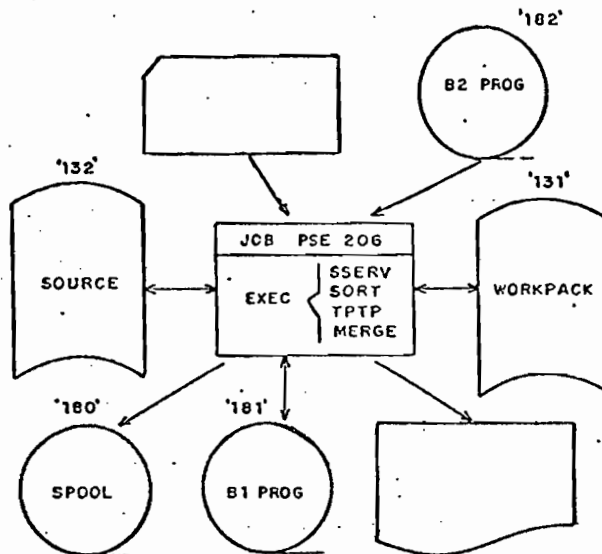 '182'
B2 PROG
'132'
'131'
JOB PSE 206
SOURCE
EXEC
SSERV
SORT
TPTP
MERGE
WORKPACK
'180'
'181'
SPOOL
B1 PROG